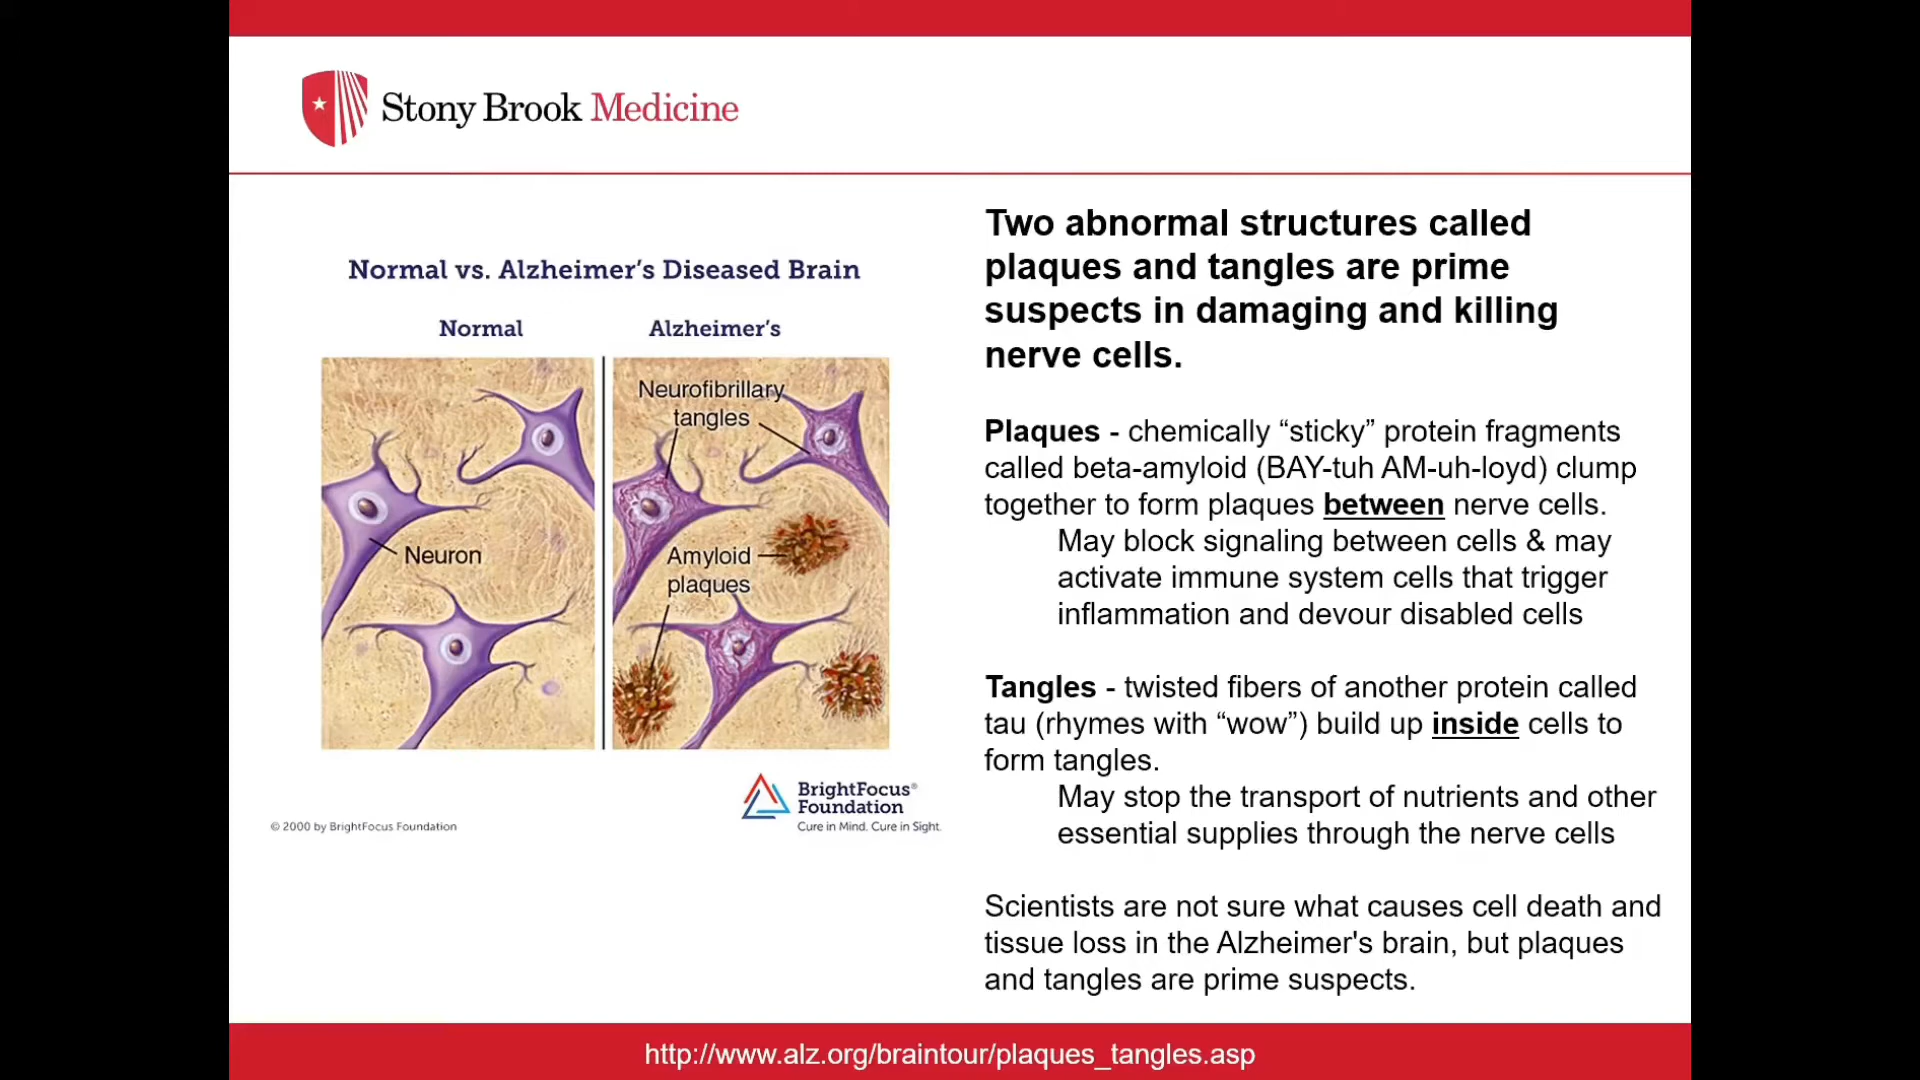 Stony Brook Medicine
Normal vs. Alzheimer's Diseased Brain
Normal
Alzheimer's
Neuron
Neurofibrillary
tangles
Amyloid
plaques
© 2000 by BrightFocus Foundation
BrightFocus®
Foundation
Cure in Mind. Cure in Sight.
Two abnormal structures called
plaques and tangles are prime
suspects in damaging and killing
nerve cells.
Plaques - chemically “sticky” protein fragments
called beta-amyloid (BAY-tuh AM-uh-loyd) clump
together to form plaques between nerve cells.
May block signaling between cells & may
activate immune system cells that trigger
inflammation and devour disabled cells
Tangles - twisted fibers of another protein called
tau (rhymes with “wow”) build up inside cells to
form tangles.
May stop the transport of nutrients and other
essential supplies through the nerve cells
Scientists are not sure what causes cell death and
tissue loss in the Alzheimer's brain, but plaques
and tangles are prime suspects.
http://www.alz.org/braintour/plaques_tangles.asp